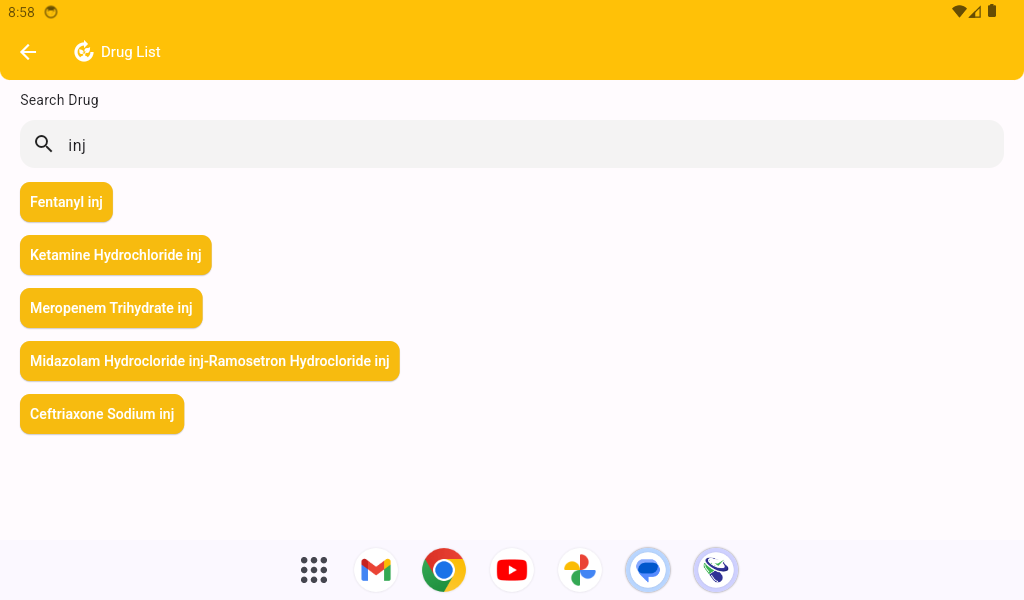 8:58
Drug List
Search Drug
inj
Fentanyl inj
Ketamine Hydrochloride inj
Meropenem Trihydrate inj
Midazolam Hydrocloride inj-Ramosetron Hydrocloride inj
Ceftriaxone Sodium inj